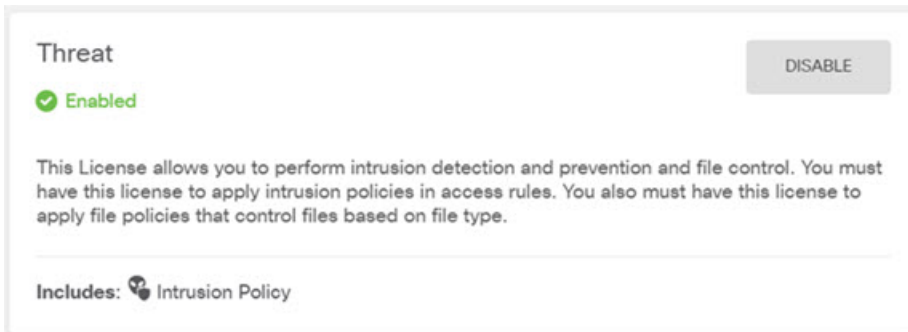 Threat
DISABLE
Enabled
This License allows you to perform intrusion detection and prevention and file control. You must
have this license to apply intrusion policies in access rules. You also must have this license to
apply file policies that control files based on file type.
Includes: Intrusion Policy